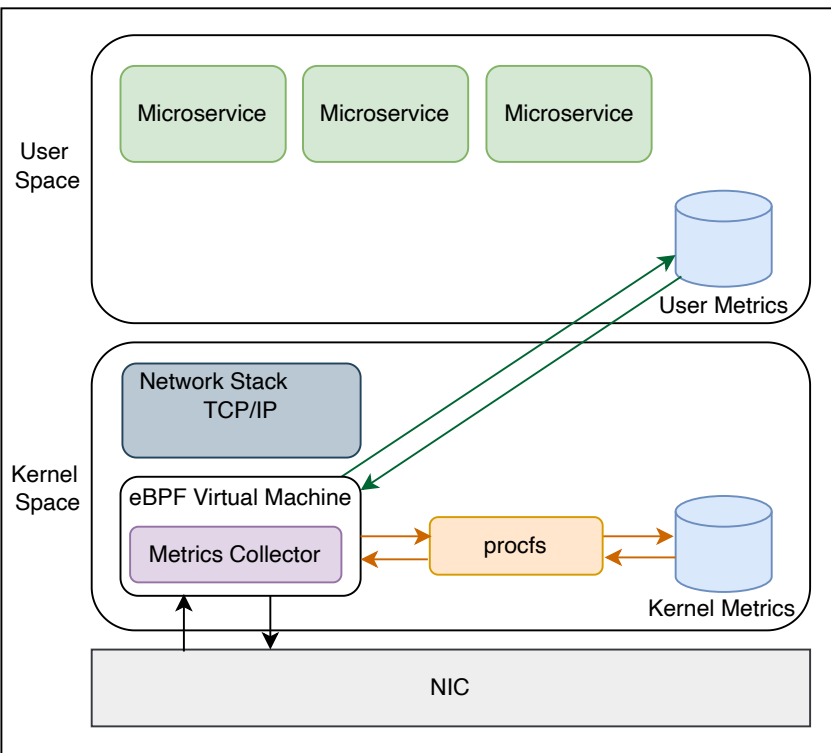 Microservice
Microservice
Microservice
User
Space
User Metrics
Network Stack
TCP/IP
Kernel
Space
eBPF Virtual Machine
Metrics Collector
procfs
Kernel Metrics
NIC